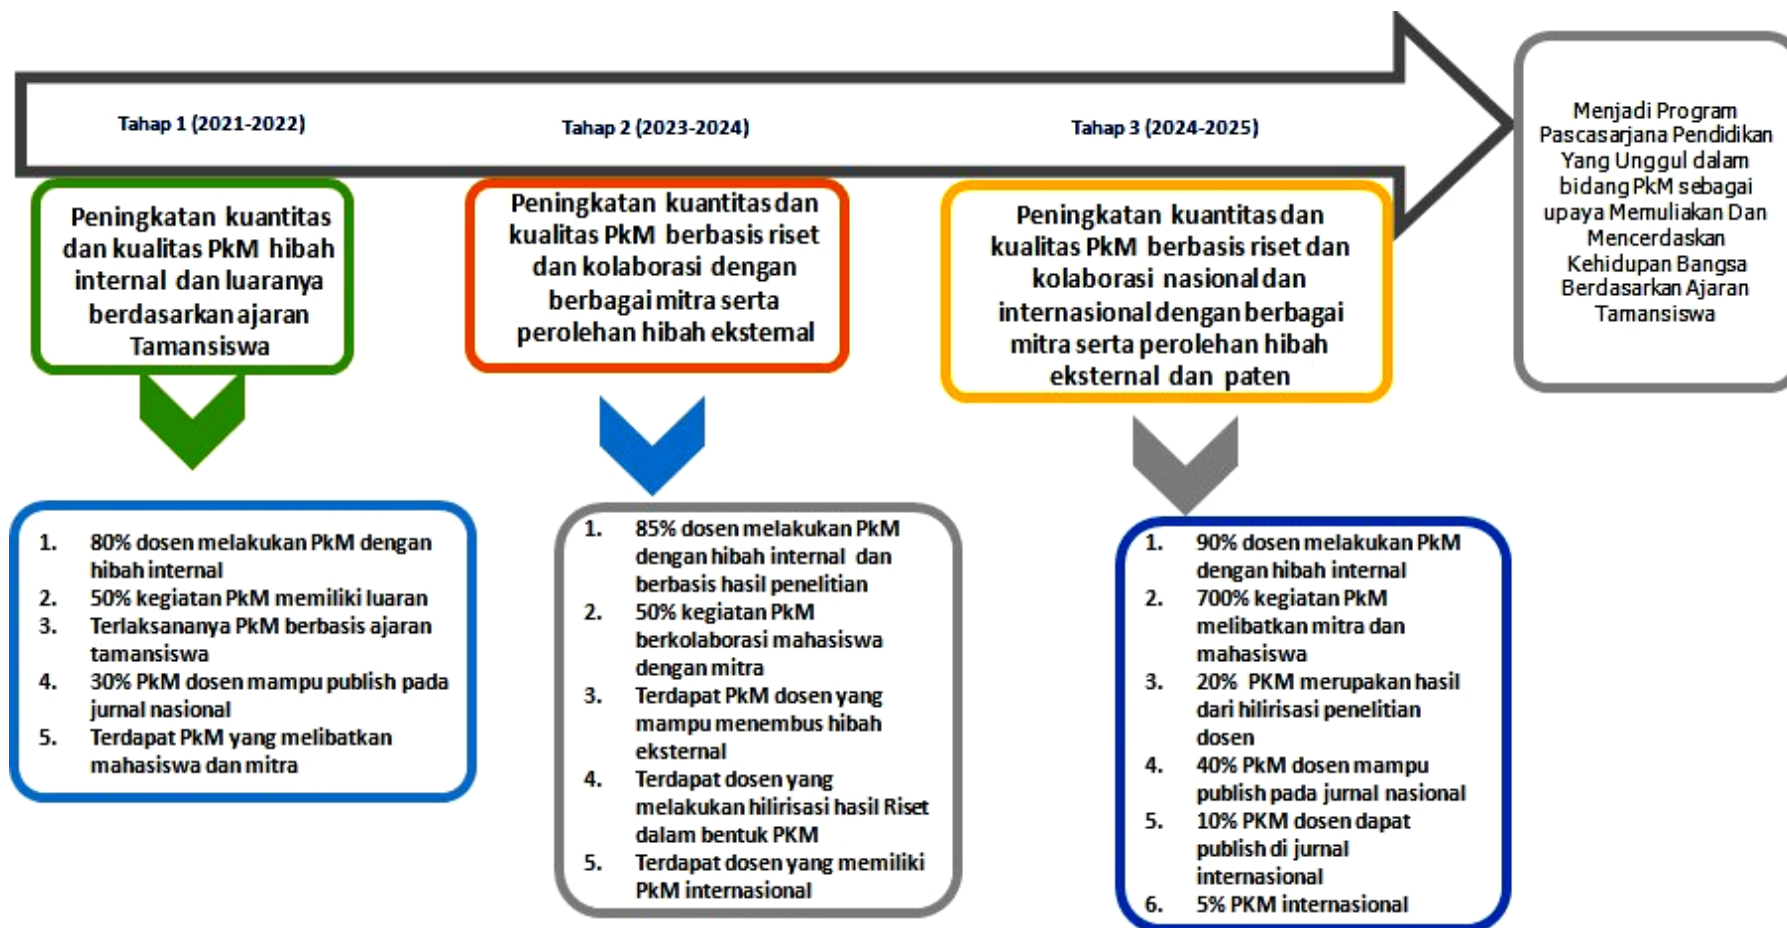 Tahap 1 (2021-2022)
Tahap 2 (2023-2024)
Tahap 3 (2024-2025)
Menjadi Program
Pascasarjana Pendidikan
Yang Unggul dalam
bidang PkM sebagai
upaya Memuliakan Dan
Mencerdaskan
Kehidupan Bangsa
Berdasarkan Ajaran
Tamansiswa
Peningkatan kuantitas
dan kualitas PkM hibah
internal dan luaranya
berdasarkan ajaran
Tamansiswa
Peningkatan kuantitas dan
kualitas PkM berbasis riset
dan kolaborasi dengan
berbagai mitra serta
perolehan hibah eksternal
Peningkatan kuantitas dan
kualitas PkM berbasis riset dan
kolaborasi nasional dan
internasional dengan berbagai
mitra serta perolehan hibah
eksternal dan paten
1. 80% dosen melakukan PkM dengan
hibah internal
2. 50% kegiatan PkM memiliki luaran
3. Terlaksananya PkM berbasis ajaran
tamansiswa
4. 30% PkM dosen mampu publish pada
jurnal nasional
5. Terdapat PkM yang melibatkan
mahasiswa dan mitra
1. 85% dosen melakukan PkM
dengan hibah internal dan
berbasis hasil penelitian
2. 50% kegiatan PkM
berkolaborasi mahasiswa
dengan mitra
3. Terdapat PkM dosen yang
mampu menembus hibah
eksternal
4. Terdapat dosen yang
melakukan hilirisasi hasil Riset
dalam bentuk PKM
5. Terdapat dosen yang memiliki
PkM internasional
1. 90% dosen melakukan PkM
dengan hibah internal
2. 700% kegiatan PkM
melibatkan mitra dan
mahasiswa
3. 20% PKM merupakan hasil
dari hilirisasi penelitian
dosen
4. 40% PkM dosen mampu
publish pada jurnal nasional
5. 10% PKM dosen dapat
publish di jurnal
internasional
6. 5% PKM internasional